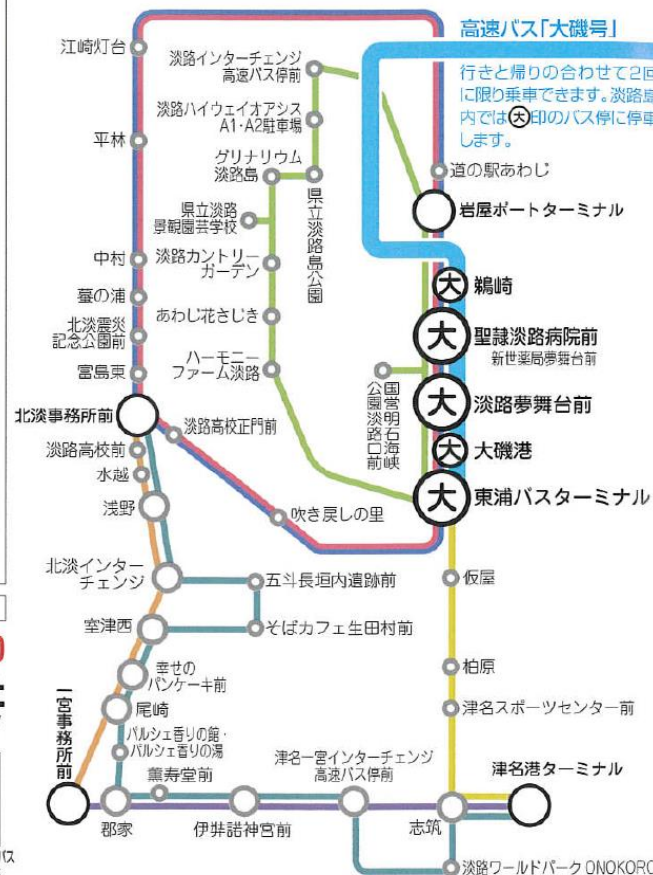 高速バス「大磯号」
行きと帰りの合わせて2回
に限り乗車できます。淡路島
内では大印のバス停に停車
します。
江崎灯台
平林
中村
蟇の浦
北淡震災
記念公園前
富島東
北淡事務所前
淡路高校前
水越
浅野
北淡インター
チェンジ
室津西
幸せの
パンケーキ前
尾崎
パルシェ香りの館・
パルシェ香りの湯
一宮事務所前
郡家
薫寿堂前
伊弉諾神宮前
津名一宮インターチェンジ
高速バス停前
志筑
津名港ターミナル
淡路ワールドパークONOKORO
淡路インターチェンジ
高速バス停前
淡路ハイウェイオアシス
A1・A2駐車場
グリナリウム
淡路島
県立淡路島公園
県立淡路
景観園芸学校
淡路カントリー
ガーデン
あわじ花さじき
ハーモニー
ファーム淡路
国営明石海峡
公園淡路口前
淡路高校正門前
吹き戻しの里
五斗長垣内遺跡前
そばカフェ生田村前
道の駅あわじ
岩屋ポートターミナル
大 鵜崎
大 聖隷淡路病院前
新世薬局夢舞台前
大 淡路夢舞台前
大 大磯港
大 東浦バスターミナル
仮屋
柏原
津名スポーツセンター前
バス